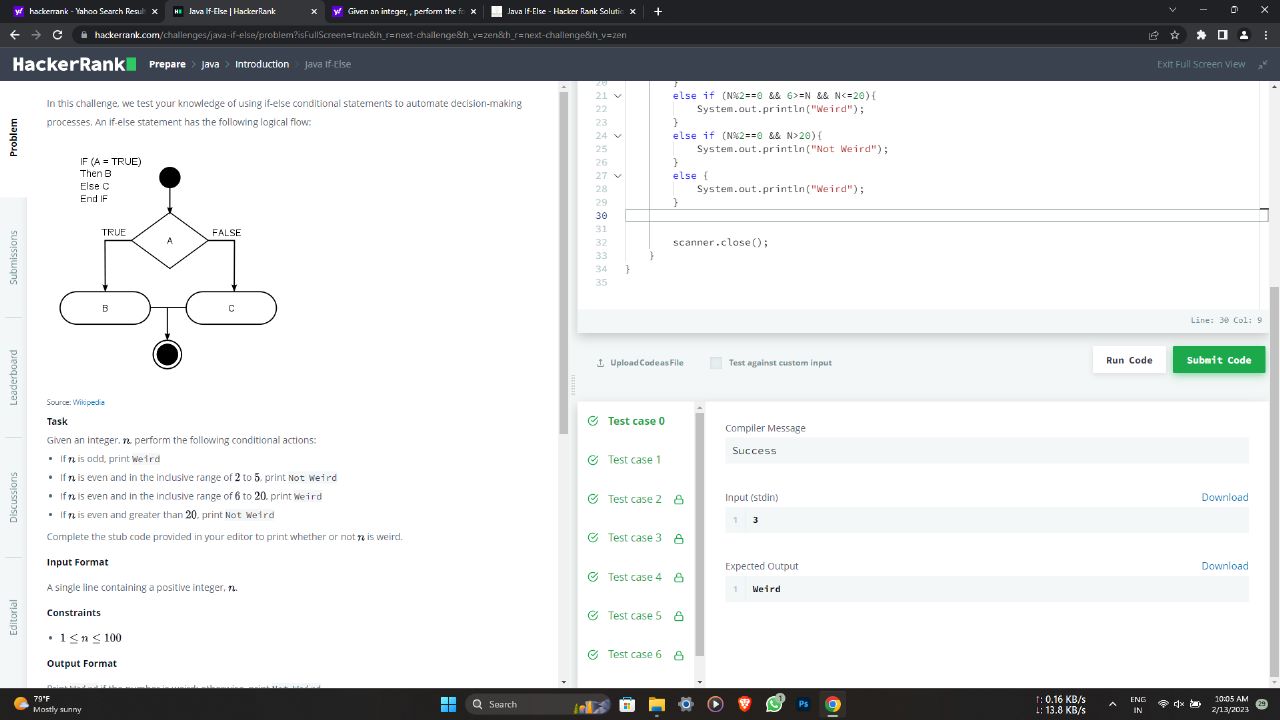 hackerrank - Yahoo Search Resul
Java If-Else | HackerRank
Given an integer, , perform the fo
Java If-Else - Hacker Rank Solutio
hackerrank.com/challenges/java-if-else/problem?isFullScreen=true&h_r=next-challenge&h_v=zen&h_r=next-challenge&h_v=zen
HackerRank
Prepare > Java > Introduction > Java If-Else
Exit Full Screen View
Problem
Submissions
Leaderboard
Discussions
Editorial
In this challenge, we test your knowledge of using if-else conditional statements to automate decision-making
processes. An if-else statement has the following logical flow:
IF (A = TRUE)
Then B
Else C
End IF
TRUE
A
FALSE
B
C
Source: Wikipedia
Task
Given an integer, n, perform the following conditional actions:
• If n is odd, print Weird
• If n is even and in the inclusive range of 2 to 5, print Not Weird
• If n is even and in the inclusive range of 6 to 20, print Weird
• If n is even and greater than 20, print Not Weird
Complete the stub code provided in your editor to print whether or not n is weird.
Input Format
A single line containing a positive integer, n.
Constraints
• 1 ≤ n ≤ 100
Output Format
20 }
21 else if (N%2==0 && 6>=N && N<=20){
22 System.out.println("Weird");
23 }
24 else if (N%2==0 && N>20){
25 System.out.println("Not Weird");
26 }
27 else {
28 System.out.println("Weird");
29 }
30
31
32 scanner.close();
33 }
34 }
35
Line: 30 Col: 9
Upload Code as File
Test against custom input
Run Code
Submit Code
Test case 0
Test case 1
Test case 2
Test case 3
Test case 4
Test case 5
Test case 6
Compiler Message
Success
Input (stdin)
Download
1 3
Expected Output
Download
1 Weird
79°F
Mostly sunny
Search
1
Ps
↑: 0.16 KB/s
↓: 13.8 KB/s
ENG
IN
10:05 AM
2/13/2023
29